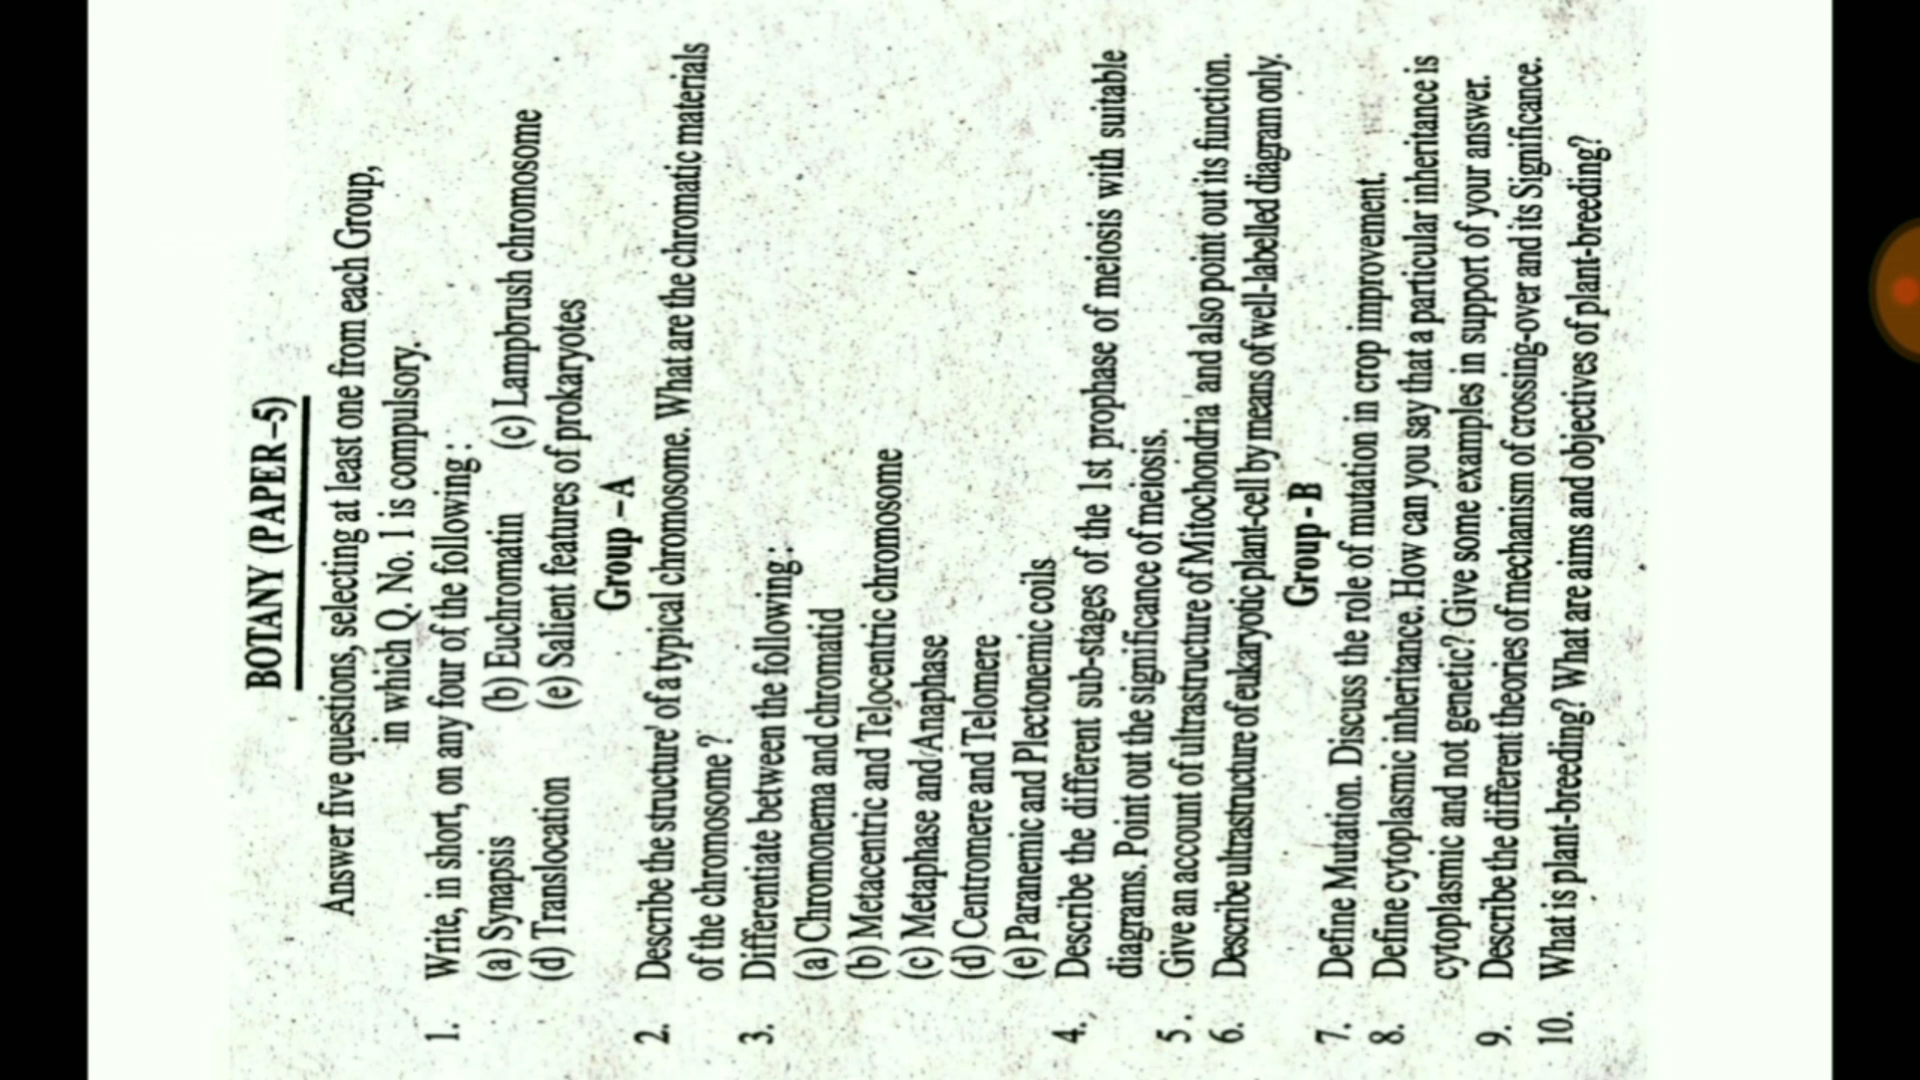 BOTANY (PAPER–5)
Answer five questions, selecting at least one from each Group,
in which Q. No. 1 is compulsory.
1. Write, in short, on any four of the following :
(a) Synapsis (b) Euchromatin (c) Lampbrush chromosome
(d) Translocation (e) Salient features of prokaryotes
Group –A
2. Describe the structure of a typical chromosome. What are the chromatic materials
of the chromosome ?
3. Differentiate between the following :
(a) Chromonema and chromatid
(b) Metacentric and Telocentric chromosome
(c) Metaphase and Anaphase
(d) Centromere and Telomere
(e) Paranemic and Plectonemic coils
4. Describe the different sub-stages of the 1st prophase of meiosis with suitable
diagrams. Point out the significance of meiosis.
5. Give an account of ultrastructure of Mitochondria and also point out its function.
6. Describe ultrastructure of eukaryotic plant-cell by means of well-labelled diagram only.
Group - B
7. Define Mutation. Discuss the role of mutation in crop improvement.
8. Define cytoplasmic inheritance. How can you say that a particular inheritance is
cytoplasmic and not genetic? Give some examples in support of your answer.
9. Describe the different theories of mechanism of crossing-over and its Significance.
10. What is plant-breeding? What are aims and objectives of plant-breeding?